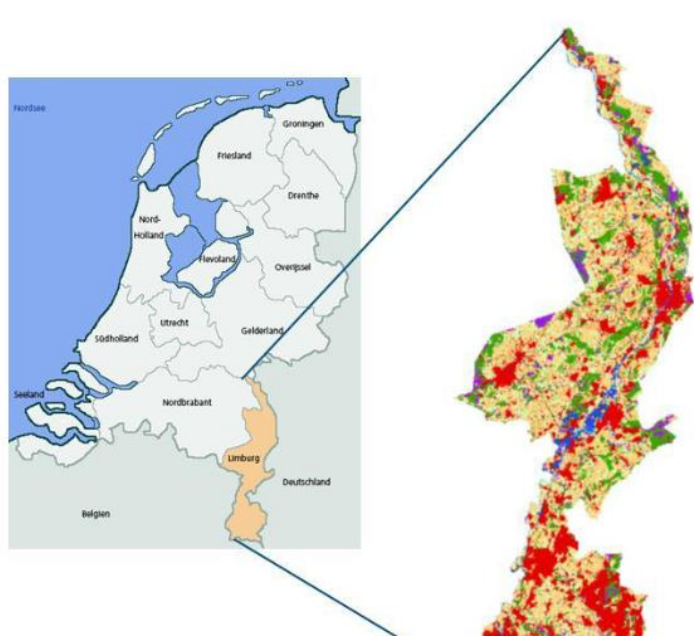 Nordsee
Groningen
Friesland
Drenthe
Nord-
Holland
Flevoland
Overijssel
Utrecht
Südholland
Gelderland
Seeland
Nordbrabant
Limburg
Deutschland
Belgien